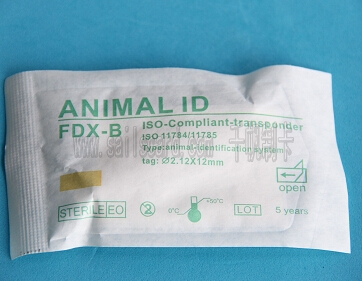 ANIMAL ID
FDX-B
ISO-Compliant-transponder
ISO 11784/11785
Type:animal-identification system
tag: Ø2.12X12mm
open
STERILE EO
2
0°C
+50°C
LOT
5 years